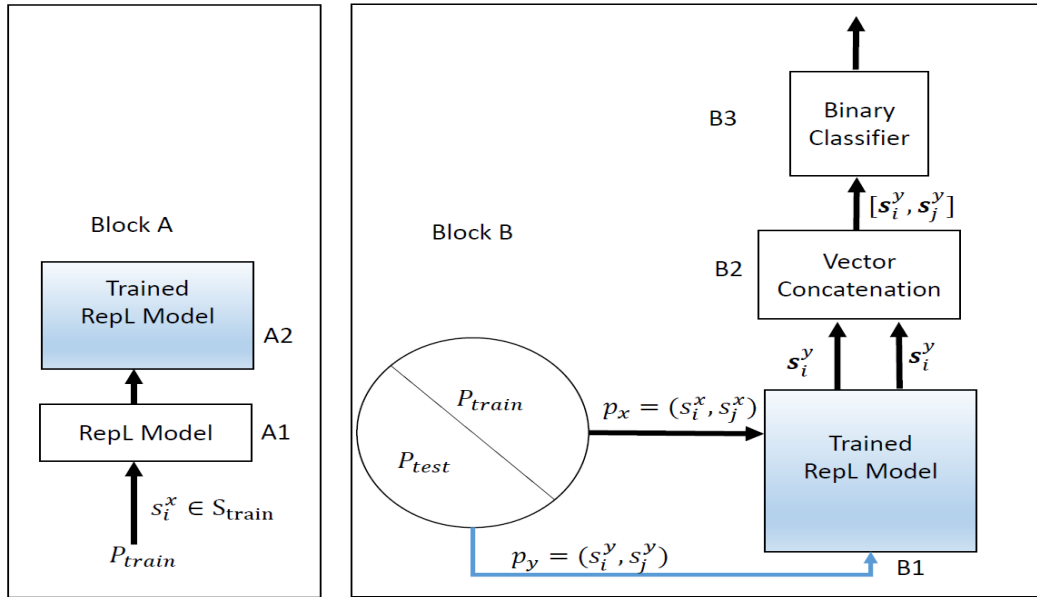 Block A
Trained
RepL Model
A2
RepL Model
A1
s_i^x ∈ S_train
P_train
Block B
B3
Binary
Classifier
[s_i^y, s_j^y]
B2
Vector
Concatenation
s_i^y
s_i^y
P_train
P_test
p_x = (s_i^x, s_j^x)
Trained
RepL Model
p_y = (s_i^y, s_j^y)
B1